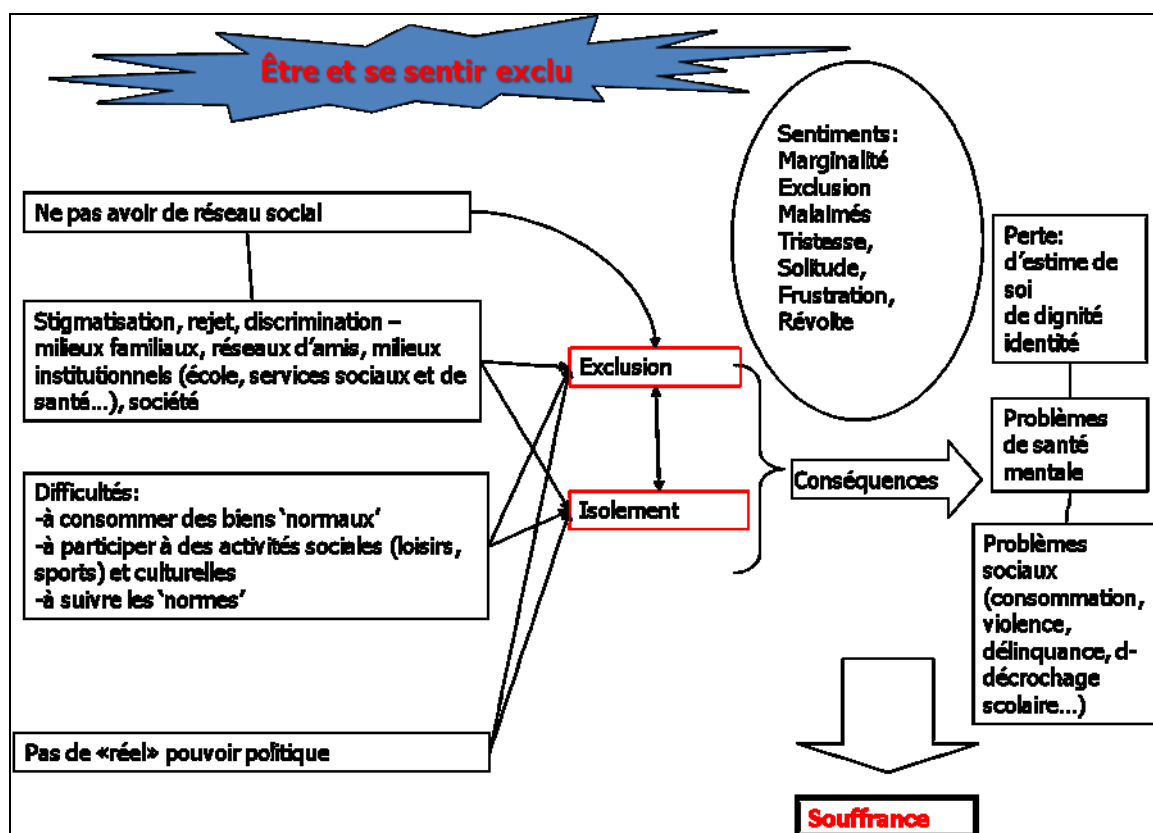 Être et se sentir exclu
Sentiments:
Marginalité
Exclusion
Malaimés
Tristesse,
Solitude,
Frustration,
Révolte
Ne pas avoir de réseau social
Stigmatisation, rejet, discrimination –
milieux familiaux, réseaux d'amis, milieux
institutionnels (école, services sociaux et de
santé...), société
Difficultés:
-à consommer des biens 'normaux'
-à participer à des activités sociales (loisirs,
sports) et culturelles
-à suivre les 'normes'
Pas de «réel» pouvoir politique
Exclusion
Isolement
Conséquences
Perte:
d'estime de
soi
de dignité
identité
Problèmes
de santé
mentale
Problèmes
sociaux
(consommation,
violence,
délinquance, d-
décrochage
scolaire...)
Souffrance